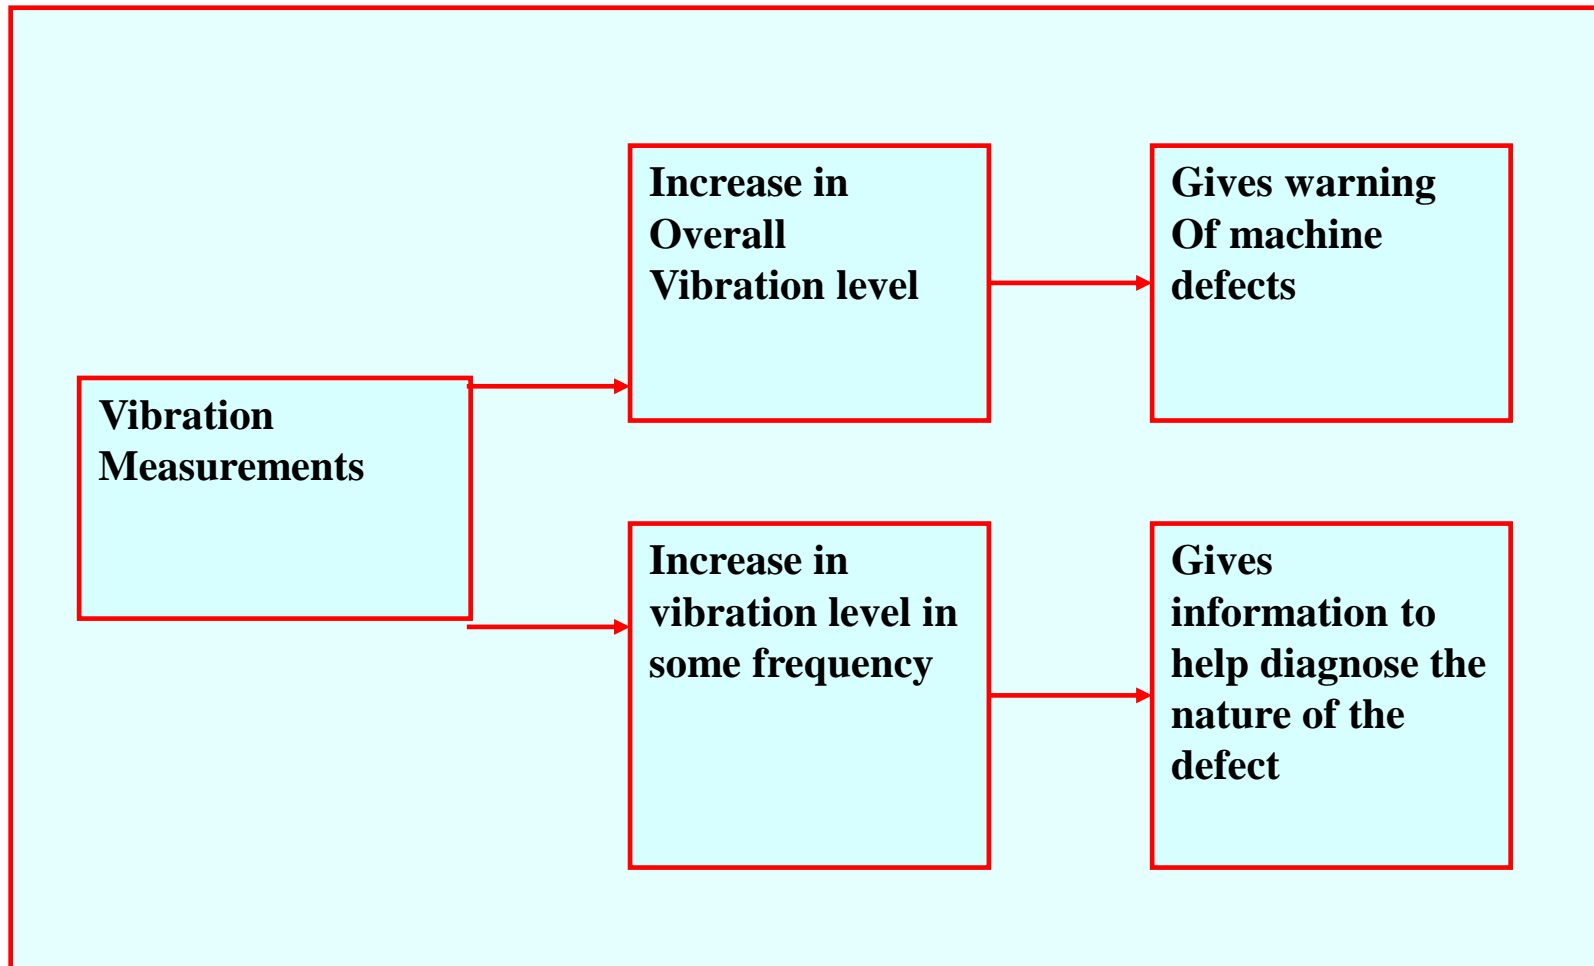 Increase in
Overall
Vibration level
Gives warning
Of machine
defects
Vibration
Measurements
Increase in
vibration level in
some frequency
Gives
information to
help diagnose the
nature of the
defect